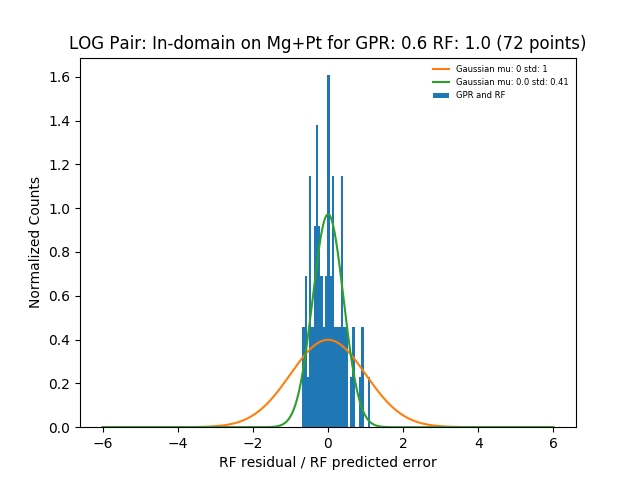 LOG Pair: In-domain on Mg+Pt for GPR: 0.6 RF: 1.0 (72 points)
Gaussian mu: 0 std: 1
Gaussian mu: 0.0 std: 0.41
GPR and RF
Normalized Counts
1.6
1.4
1.2
1.0
0.8
0.6
0.4
0.2
0.0
−6 −4 −2 0 2 4 6
RF residual / RF predicted error